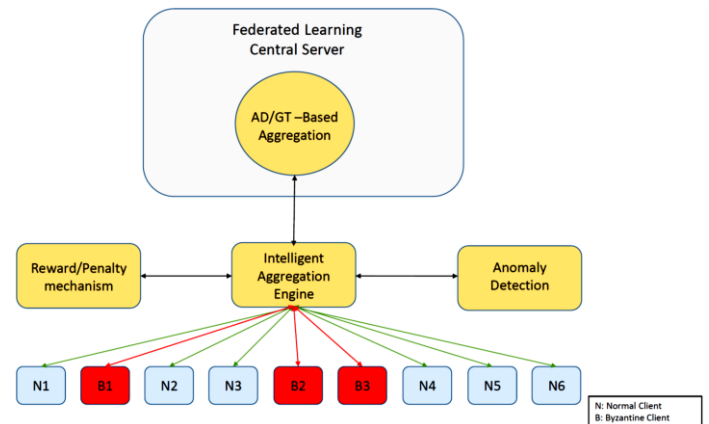 Federated Learning
Central Server
AD/GT –Based
Aggregation
Reward/Penalty
mechanism
Intelligent
Aggregation
Engine
Anomaly
Detection
N1
B1
N2
N3
B2
B3
N4
N5
N6
N: Normal Client
B: Byzantine Client